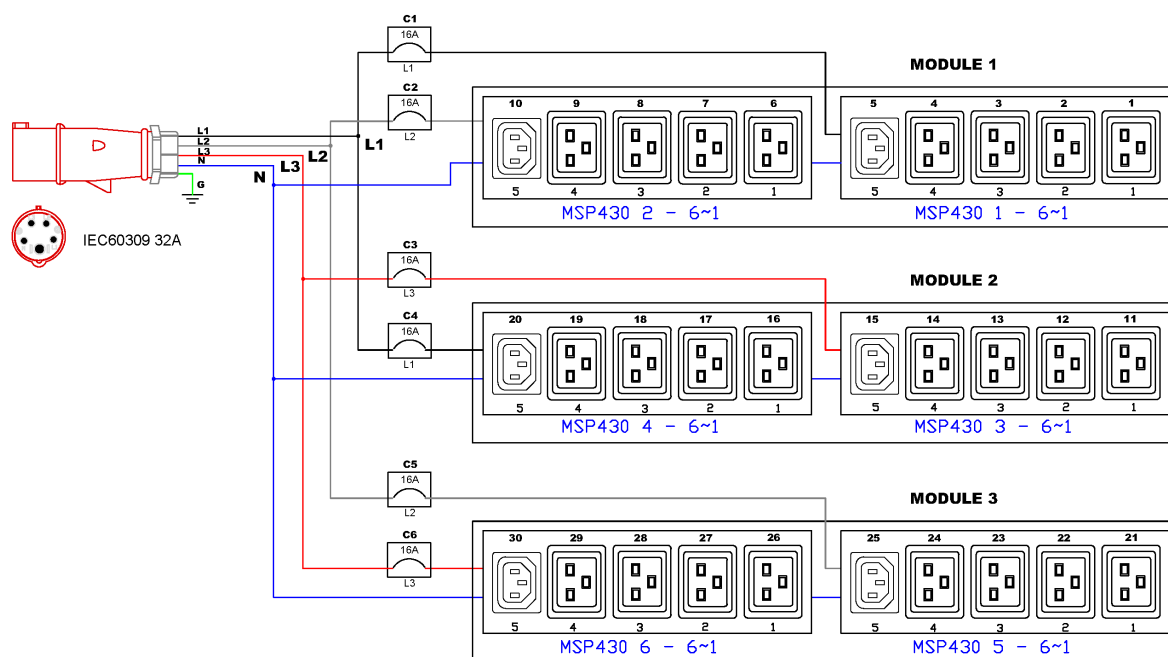 C1
16A
L1
MODULE 1
C2
16A
L2
10 9 8 7 6 5 4 3 2 1
L1
L2
L3
N
G
L1
L2
L3
N
5 4 3 2 1 5 4 3 2 1
MSP430 2 - 6~1 MSP430 1 - 6~1
IEC60309 32A
C3
16A
L3
MODULE 2
C4
16A
L1
20 19 18 17 16 15 14 13 12 11
5 4 3 2 1 5 4 3 2 1
MSP430 4 - 6~1 MSP430 3 - 6~1
C5
16A
L2
MODULE 3
C6
16A
L3
30 29 28 27 26 25 24 23 22 21
5 4 3 2 1 5 4 3 2 1
MSP430 6 - 6~1 MSP430 5 - 6~1